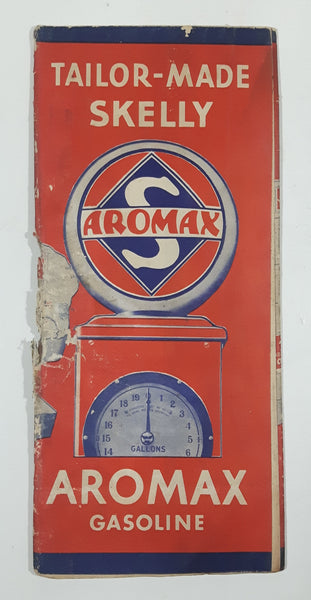 TAILOR-MADE
SKELLY
S
AROMAX
19 0 1
18 2
17 3
16 4
15 5
14 6
GALLONS
AROMAX
GASOLINE